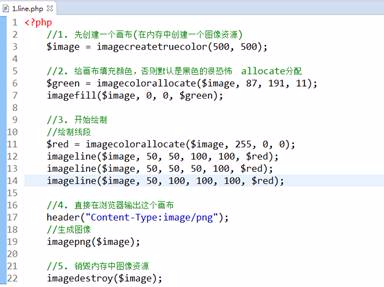 1.line.php
1 <?php
2 //1. 先创建一个画布(在内存中创建一个图像资源)
3 $image = imagecreatetruecolor(500, 500);
4
5 //2. 给画布填充颜色，否则默认是黑色的很恐怖 allocate分配
6 $green = imagecolorallocate($image, 87, 191, 11);
7 imagefill($image, 0, 0, $green);
8
9 //3. 开始绘制
10 //绘制线段
11 $red = imagecolorallocate($image, 255, 0, 0);
12 imageline($image, 50, 50, 100, 100, $red);
13 imageline($image, 50, 50, 50, 100, $red);
14 imageline($image, 50, 100, 100, 100, $red);
15
16 //4. 直接在浏览器输出这个画布
17 header("Content-Type:image/png");
18 //生成图像
19 imagepng($image);
20
21 //5. 销毁内存中图像资源
22 imagedestroy($image);